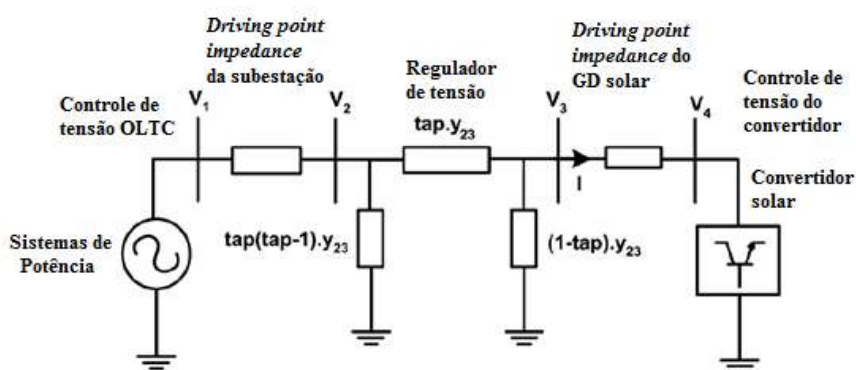 Driving point
impedance
da subestação
Driving point
impedance do
GD solar
Regulador
de tensão
tap.y23
Controle de
tensão OLTC
Controle de
tensão do
convertidor
V1
V2
V3
V4
I
Convertidor
solar
Sistemas de
Potência
tap(tap-1).y23
(1-tap).y23